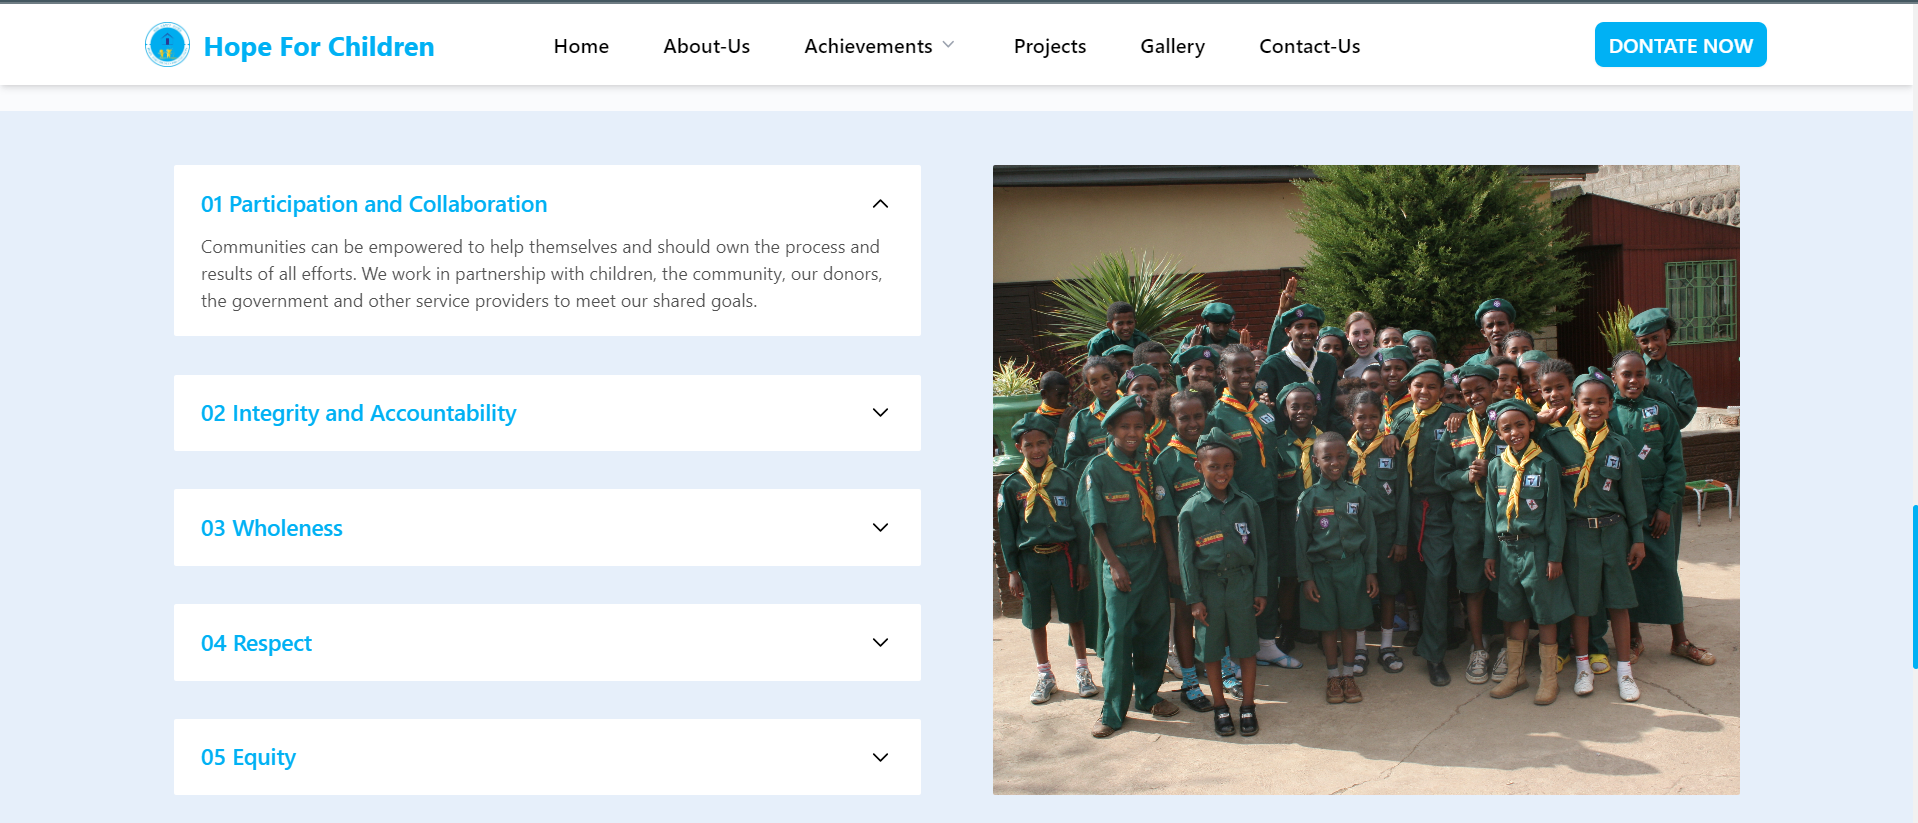 Hope For Children
Home
About-Us
Achievements
Projects
Gallery
Contact-Us
DONTATE NOW
01 Participation and Collaboration
Communities can be empowered to help themselves and should own the process and
results of all efforts. We work in partnership with children, the community, our donors,
the government and other service providers to meet our shared goals.
02 Integrity and Accountability
03 Wholeness
04 Respect
05 Equity